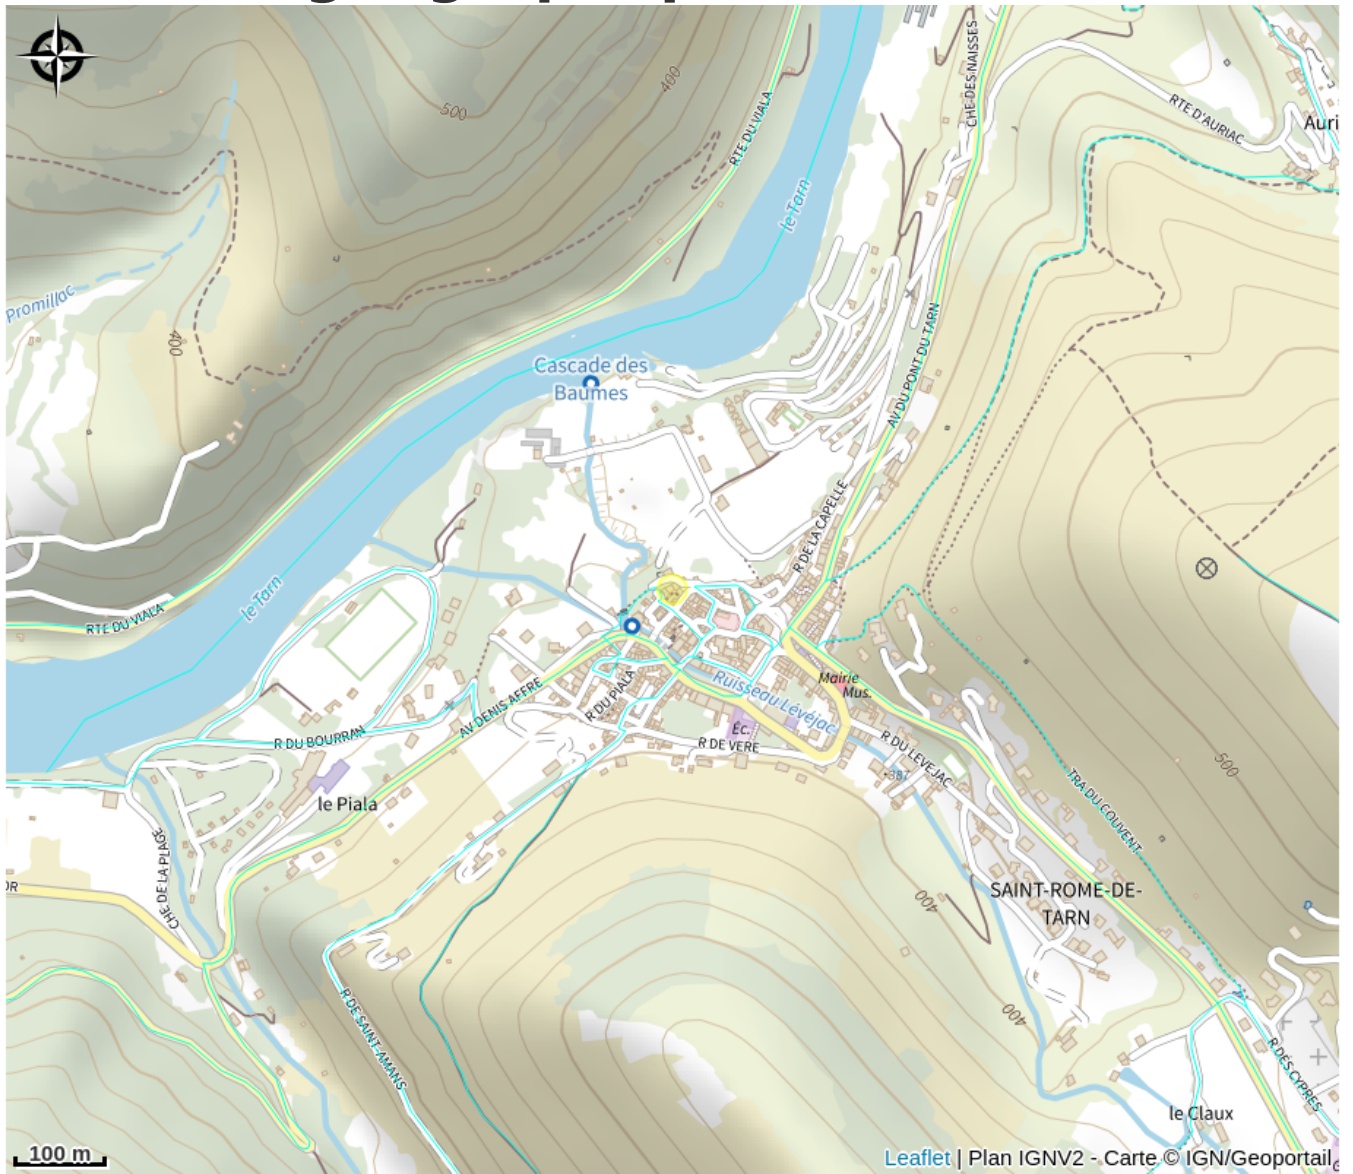 CHE DES NAISSES
500
400
RTE DU VIALA
RTE D'AURIAC
Auri
le Tarn
Promillac
400
Cascade des
Baumes
AV DU PONT DU TARN
R DE LA CAPELLE
le Tarn
RTE DU VIALA
Mairie
Mus.
Ruisseau Lévéjac
R DU PIALA
AV DENIS AFFRE
Éc.
R DE VERE
R DU BOURRAN
R DU LEVEJAC
387
500
le Piala
TRA DU COUVENT
CHE DE LA PLAGE
OR
SAINT-ROME-DE-
TARN
400
400
R DE SAINT-AMANS
R DES CYPRES
le Claux
100 m
Leaflet | Plan IGNV2 - Carte © IGN/Geoportail